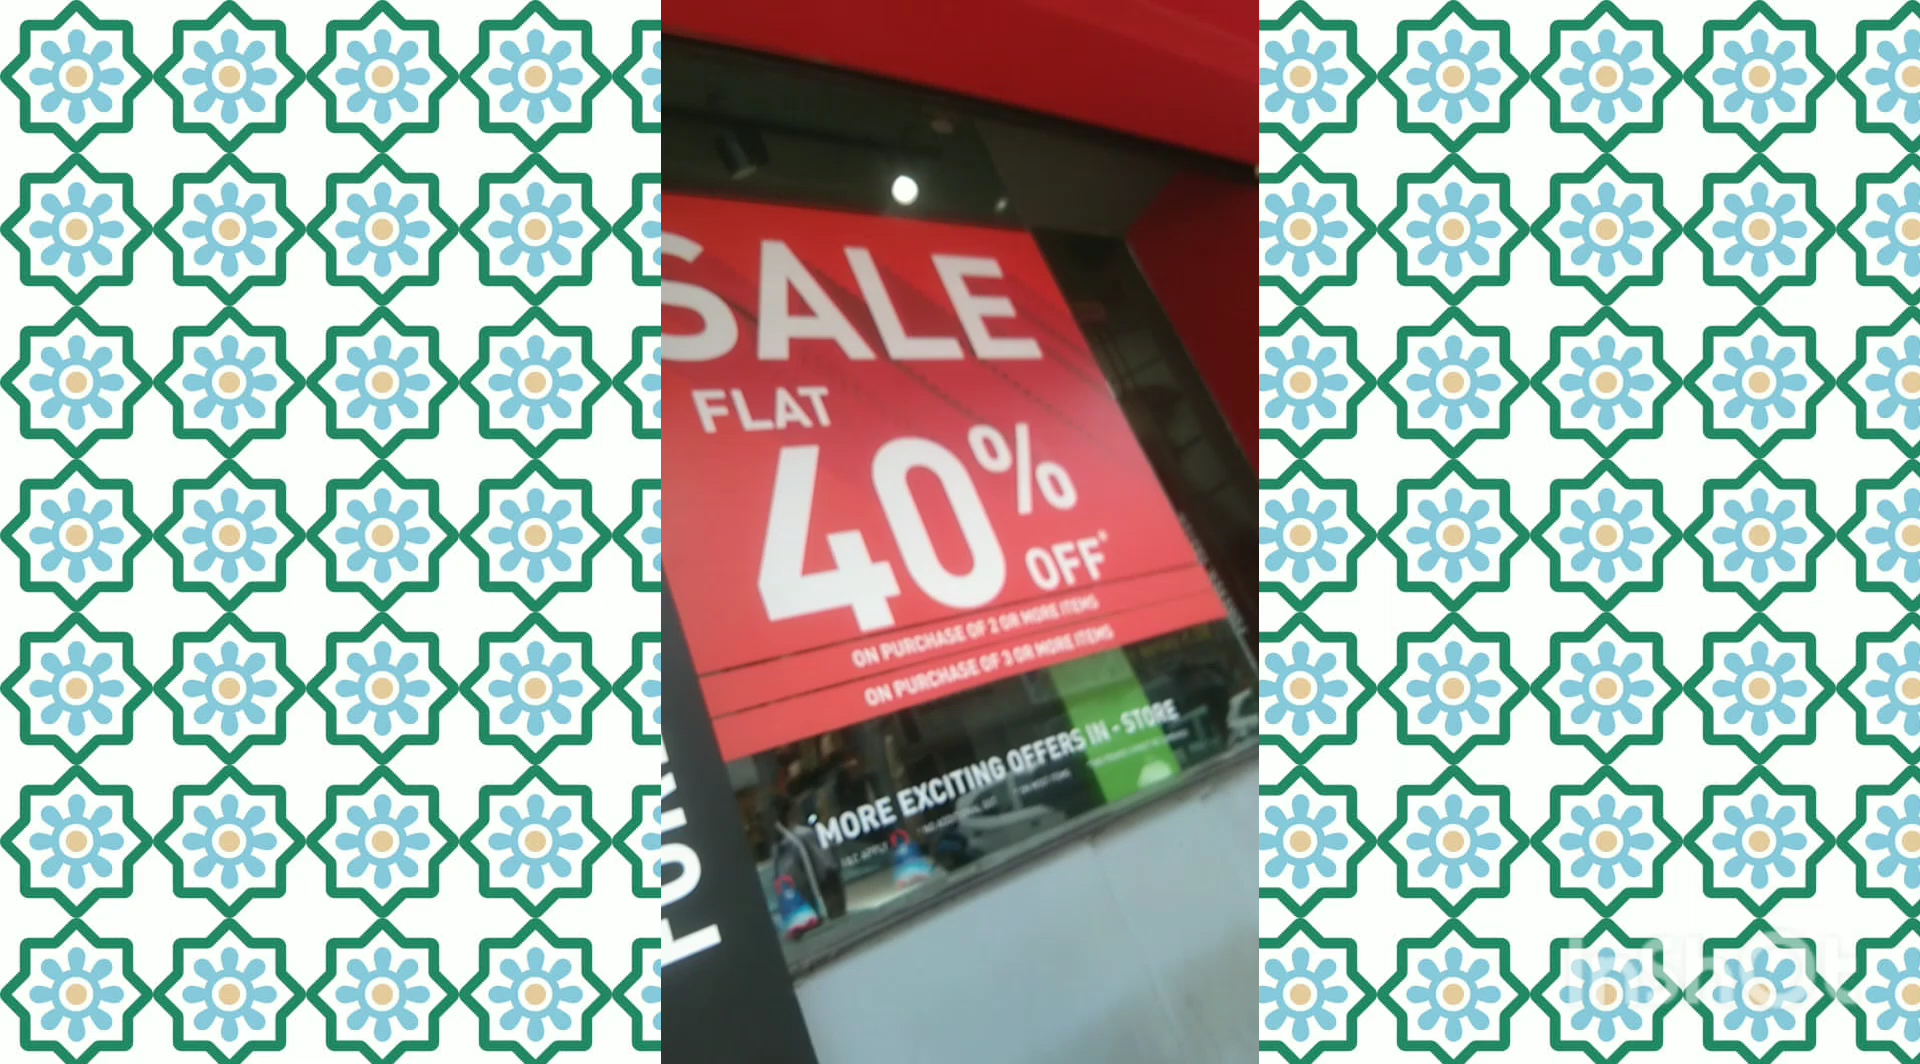 SALE
FLAT
40%
OFF*
ON PURCHASE OF 2 OR MORE ITEMS
ON PURCHASE OF 3 OR MORE ITEMS
*MORE EXCITING OFFERS IN - STORE
InShOt